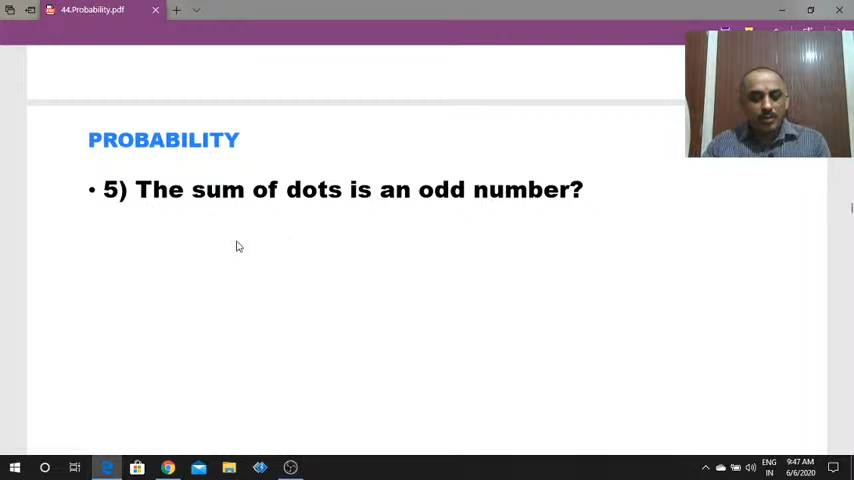 44.Probability.pdf
PROBABILITY
• 5) The sum of dots is an odd number?
ENG
IN
9:47 AM
6/6/2020